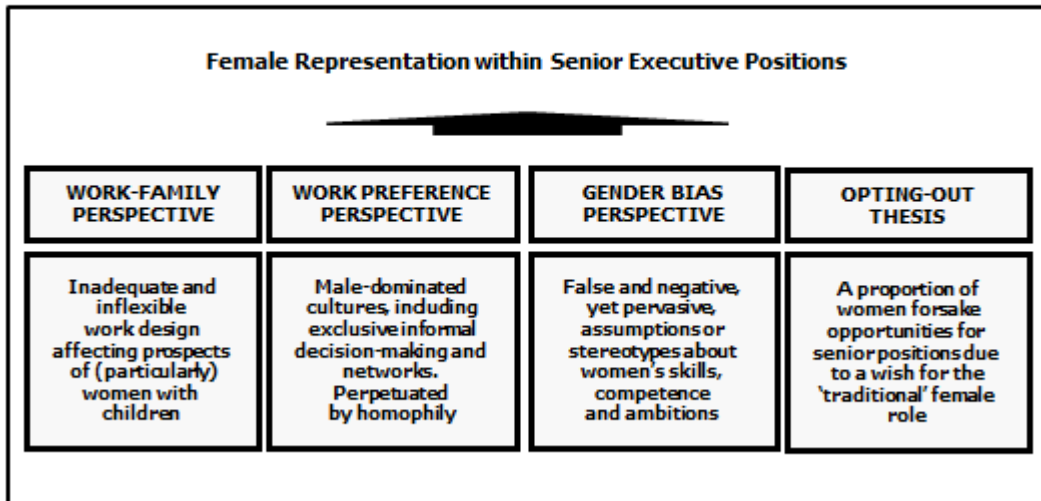 Female Representation within Senior Executive Positions
WORK-FAMILY
PERSPECTIVE
Inadequate and
inflexible
work design
affecting prospects
of (particularly)
women with
children
WORK PREFERENCE
PERSPECTIVE
Male-dominated
cultures, including
exclusive informal
decision-making and
networks.
Perpetuated
by homophily
GENDER BIAS
PERSPECTIVE
False and negative,
yet pervasive,
assumptions or
stereotypes about
women's skills,
competence
and ambitions
OPTING-OUT
THESIS
A proportion of
women forsake
opportunities for
senior positions due
to a wish for the
‘traditional’ female
role